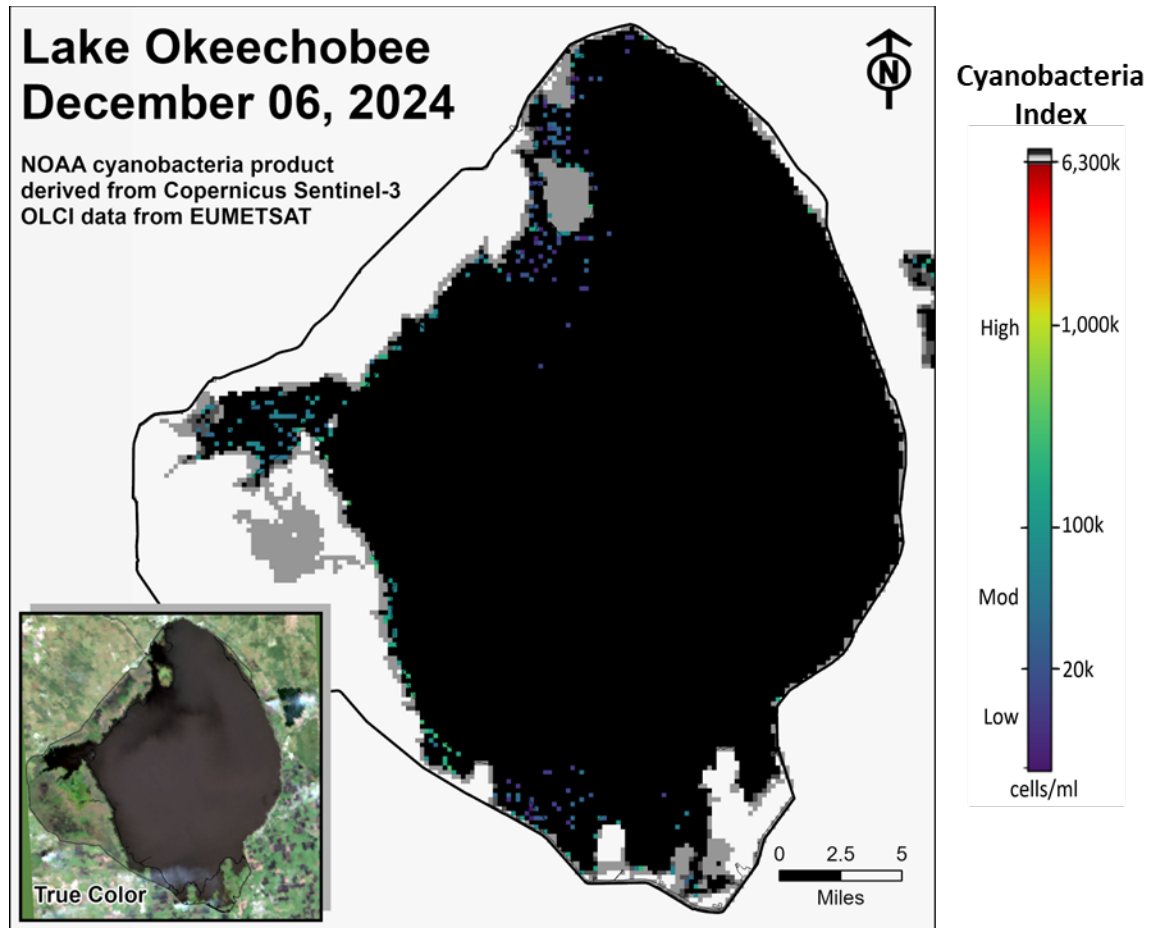 Lake Okeechobee
December 06, 2024
NOAA cyanobacteria product
derived from Copernicus Sentinel-3
OLCI data from EUMETSAT
N
Cyanobacteria
Index
6,300k
High
1,000k
100k
Mod
20k
Low
cells/ml
True Color
0 2.5 5
Miles